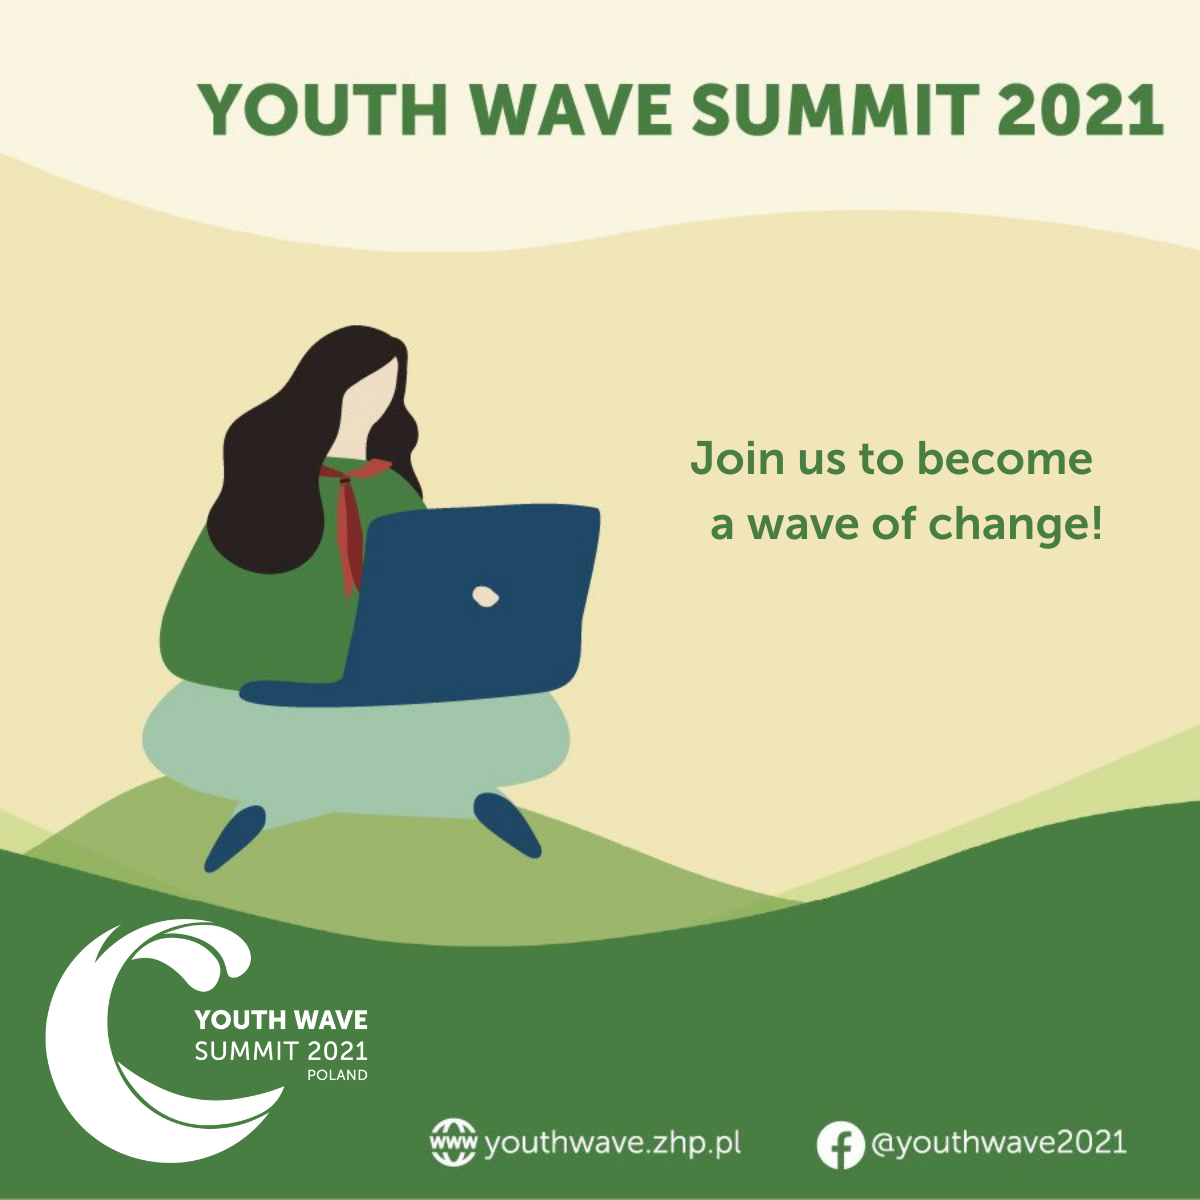 YOUTH WAVE SUMMIT 2021
Join us to become
a wave of change!
YOUTH WAVE
SUMMIT 2021
POLAND
www youthwave.zhp.pl
@youthwave2021